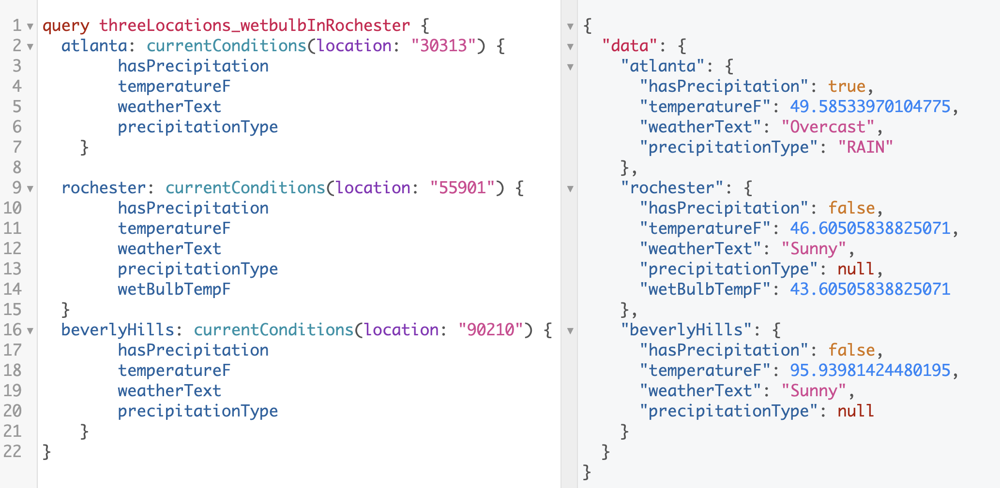 1 query threeLocations_wetbulbInRochester {
2 atlanta: currentConditions(location: "30313") {
3 hasPrecipitation
4 temperatureF
5 weatherText
6 precipitationType
7 }
8
9 rochester: currentConditions(location: "55901") {
10 hasPrecipitation
11 temperatureF
12 weatherText
13 precipitationType
14 wetBulbTempF
15 }
16 beverlyHills: currentConditions(location: "90210") {
17 hasPrecipitation
18 temperatureF
19 weatherText
20 precipitationType
21 }
22 }
{
"data": {
"atlanta": {
"hasPrecipitation": true,
"temperatureF": 49.58533970104775,
"weatherText": "Overcast",
"precipitationType": "RAIN"
},
"rochester": {
"hasPrecipitation": false,
"temperatureF": 46.60505838825071,
"weatherText": "Sunny",
"precipitationType": null,
"wetBulbTempF": 43.60505838825071
},
"beverlyHills": {
"hasPrecipitation": false,
"temperatureF": 95.93981424480195,
"weatherText": "Sunny",
"precipitationType": null
}
}
}